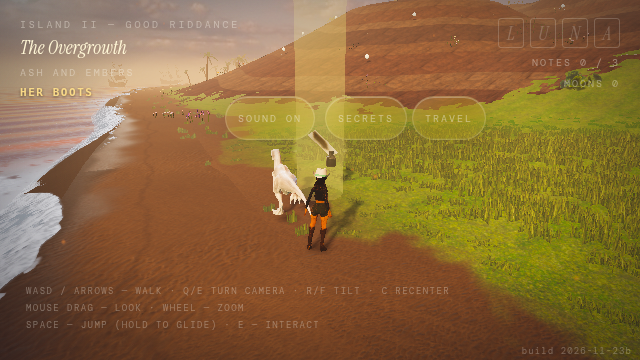 ISLAND II — GOOD RIDDANCE
The Overgrowth
ASH AND EMBERS
HER BOOTS
LUNA
NOTES 0 / 3
MOONS 0
SOUND ON
SECRETS
TRAVEL
WASD / ARROWS — WALK · Q/E TURN CAMERA · R/F TILT · C RECENTER
MOUSE DRAG — LOOK · WHEEL — ZOOM
SPACE — JUMP (HOLD TO GLIDE) · E — INTERACT
build 2026-11-23b